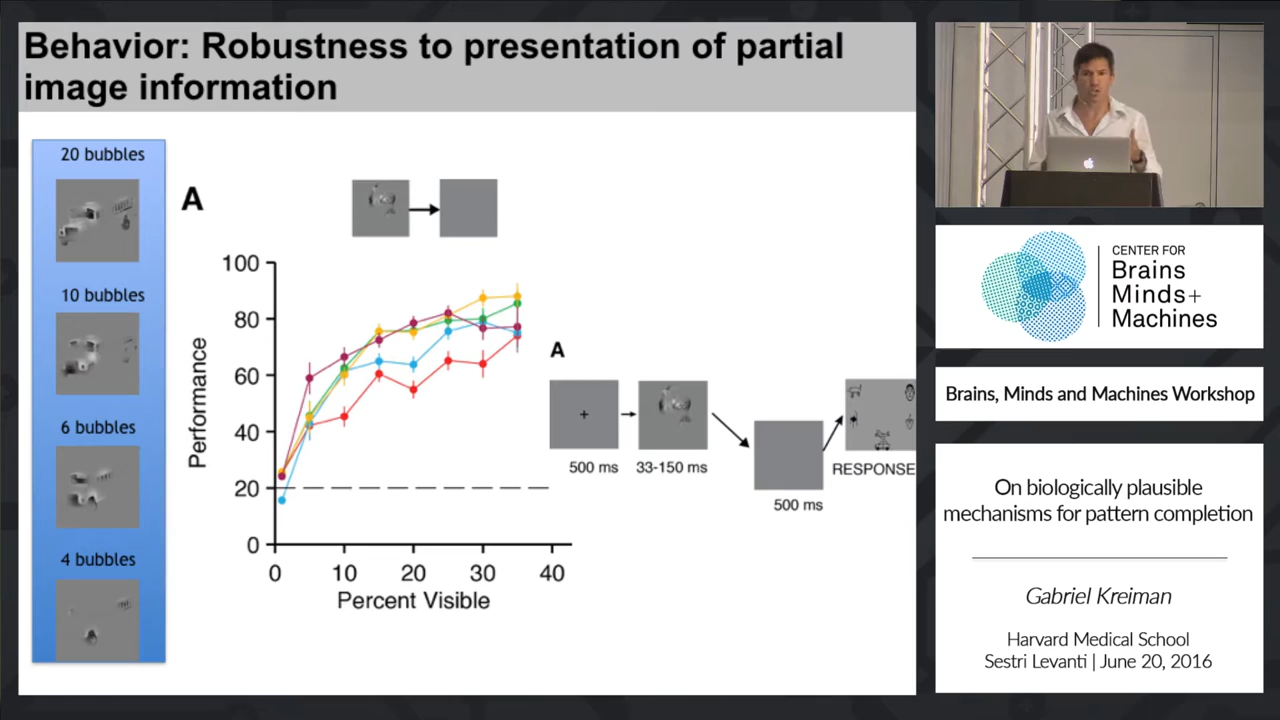 Behavior: Robustness to presentation of partial
image information
20 bubbles
10 bubbles
6 bubbles
4 bubbles
A
100
80
60
40
20
0
Performance
0 10 20 30 40
Percent Visible
A
+
500 ms
33-150 ms
500 ms
RESPONSE
CENTER FOR
Brains
Minds+
Machines
Brains, Minds and Machines Workshop
On biologically plausible
mechanisms for pattern completion
Gabriel Kreiman
Harvard Medical School
Sestri Levanti | June 20, 2016